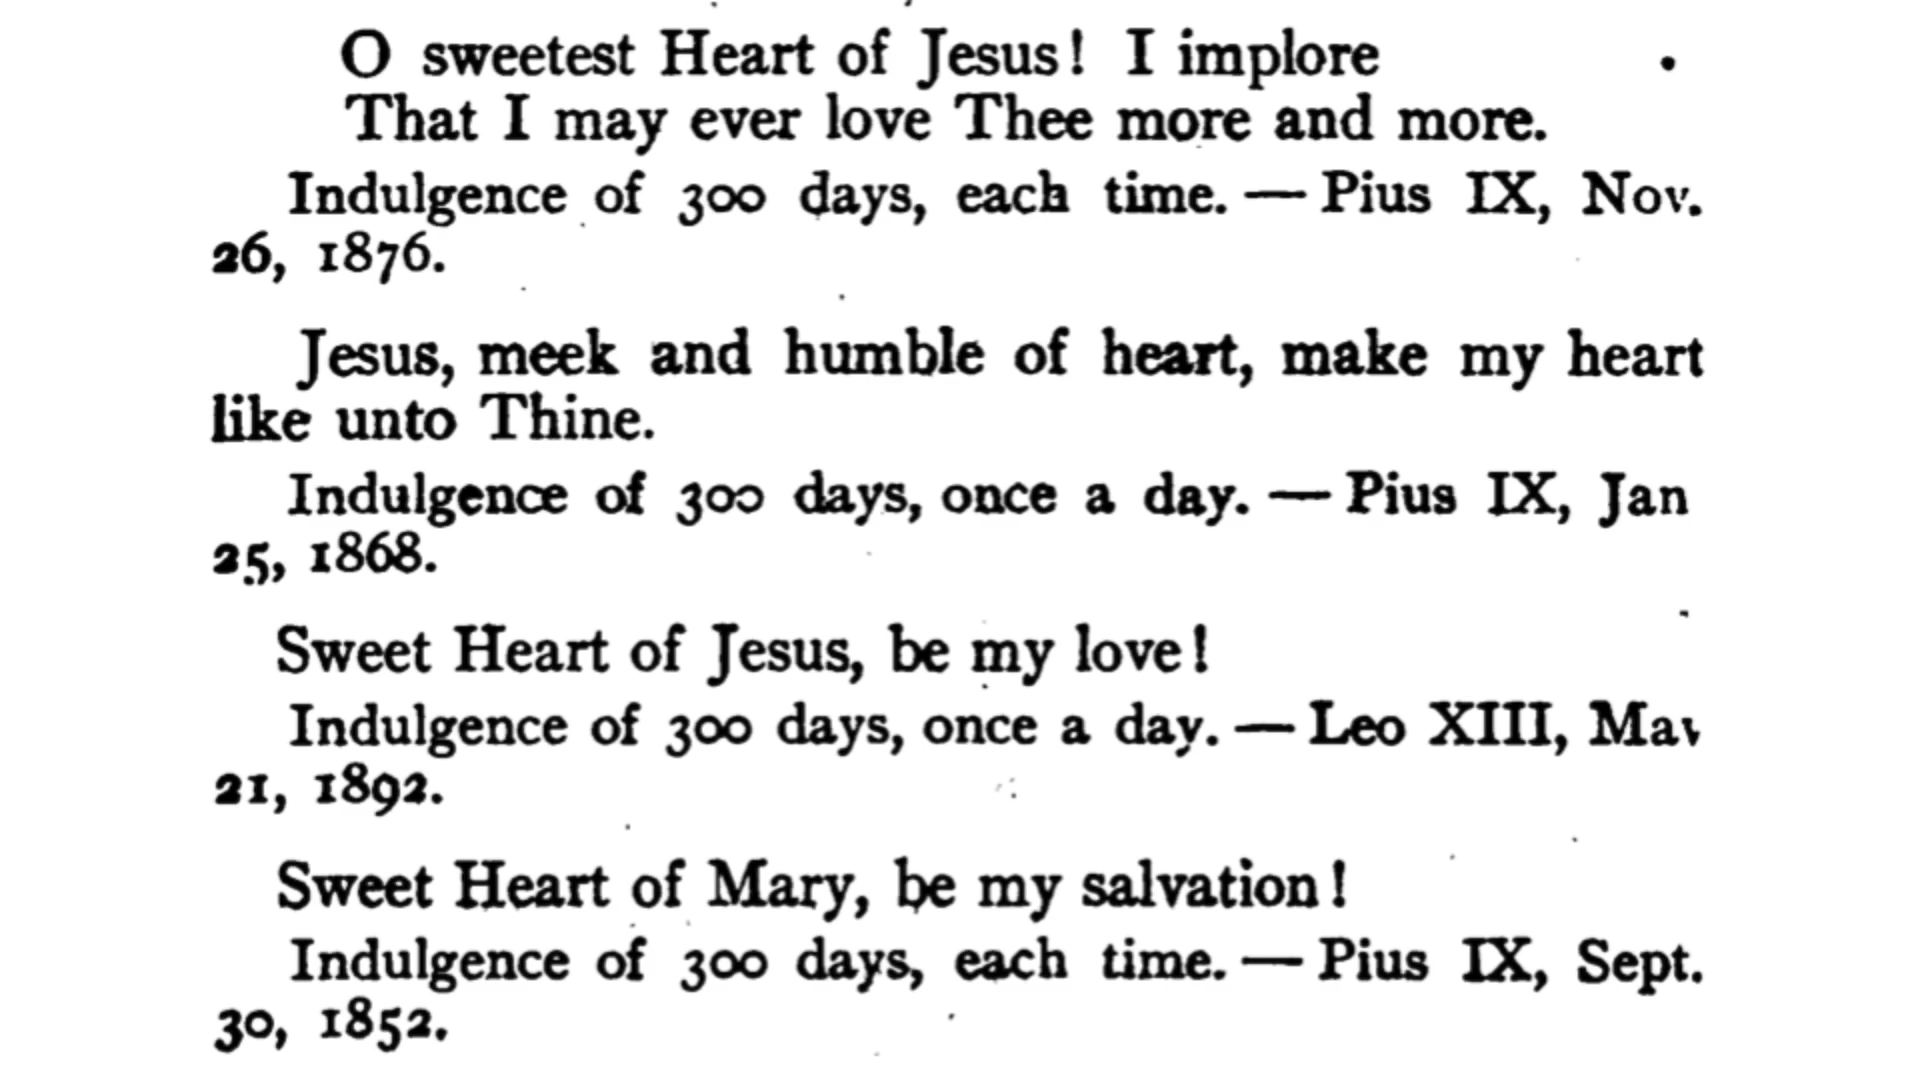 O sweetest Heart of Jesus! I implore
That I may ever love Thee more and more.
Indulgence of 300 days, each time. — Pius IX, Nov.
26, 1876.
Jesus, meek and humble of heart, make my heart
like unto Thine.
Indulgence of 300 days, once a day. — Pius IX, Jan
25, 1868.
Sweet Heart of Jesus, be my love!
Indulgence of 300 days, once a day. — Leo XIII, May
21, 1892.
Sweet Heart of Mary, be my salvation!
Indulgence of 300 days, each time. — Pius IX, Sept.
30, 1852.